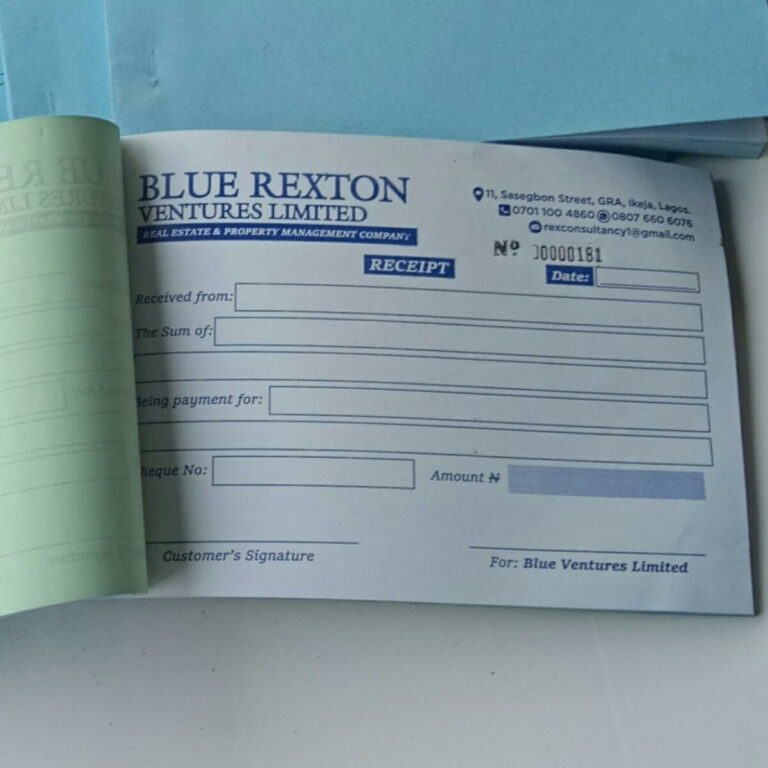 BLUE REXTON
VENTURES LIMITED
REAL ESTATE & PROPERTY MANAGEMENT COMPANY
11, Sasegbon Street, GRA, Ikeja, Lagos.
0701 100 4860 0807 660 6076
rexconsultancy1@gmail.com
Nº 00000181
RECEIPT
Date:
Received from:
The Sum of:
Being payment for:
heque No:
Amount ₦
Customer's Signature
For: Blue Ventures Limited